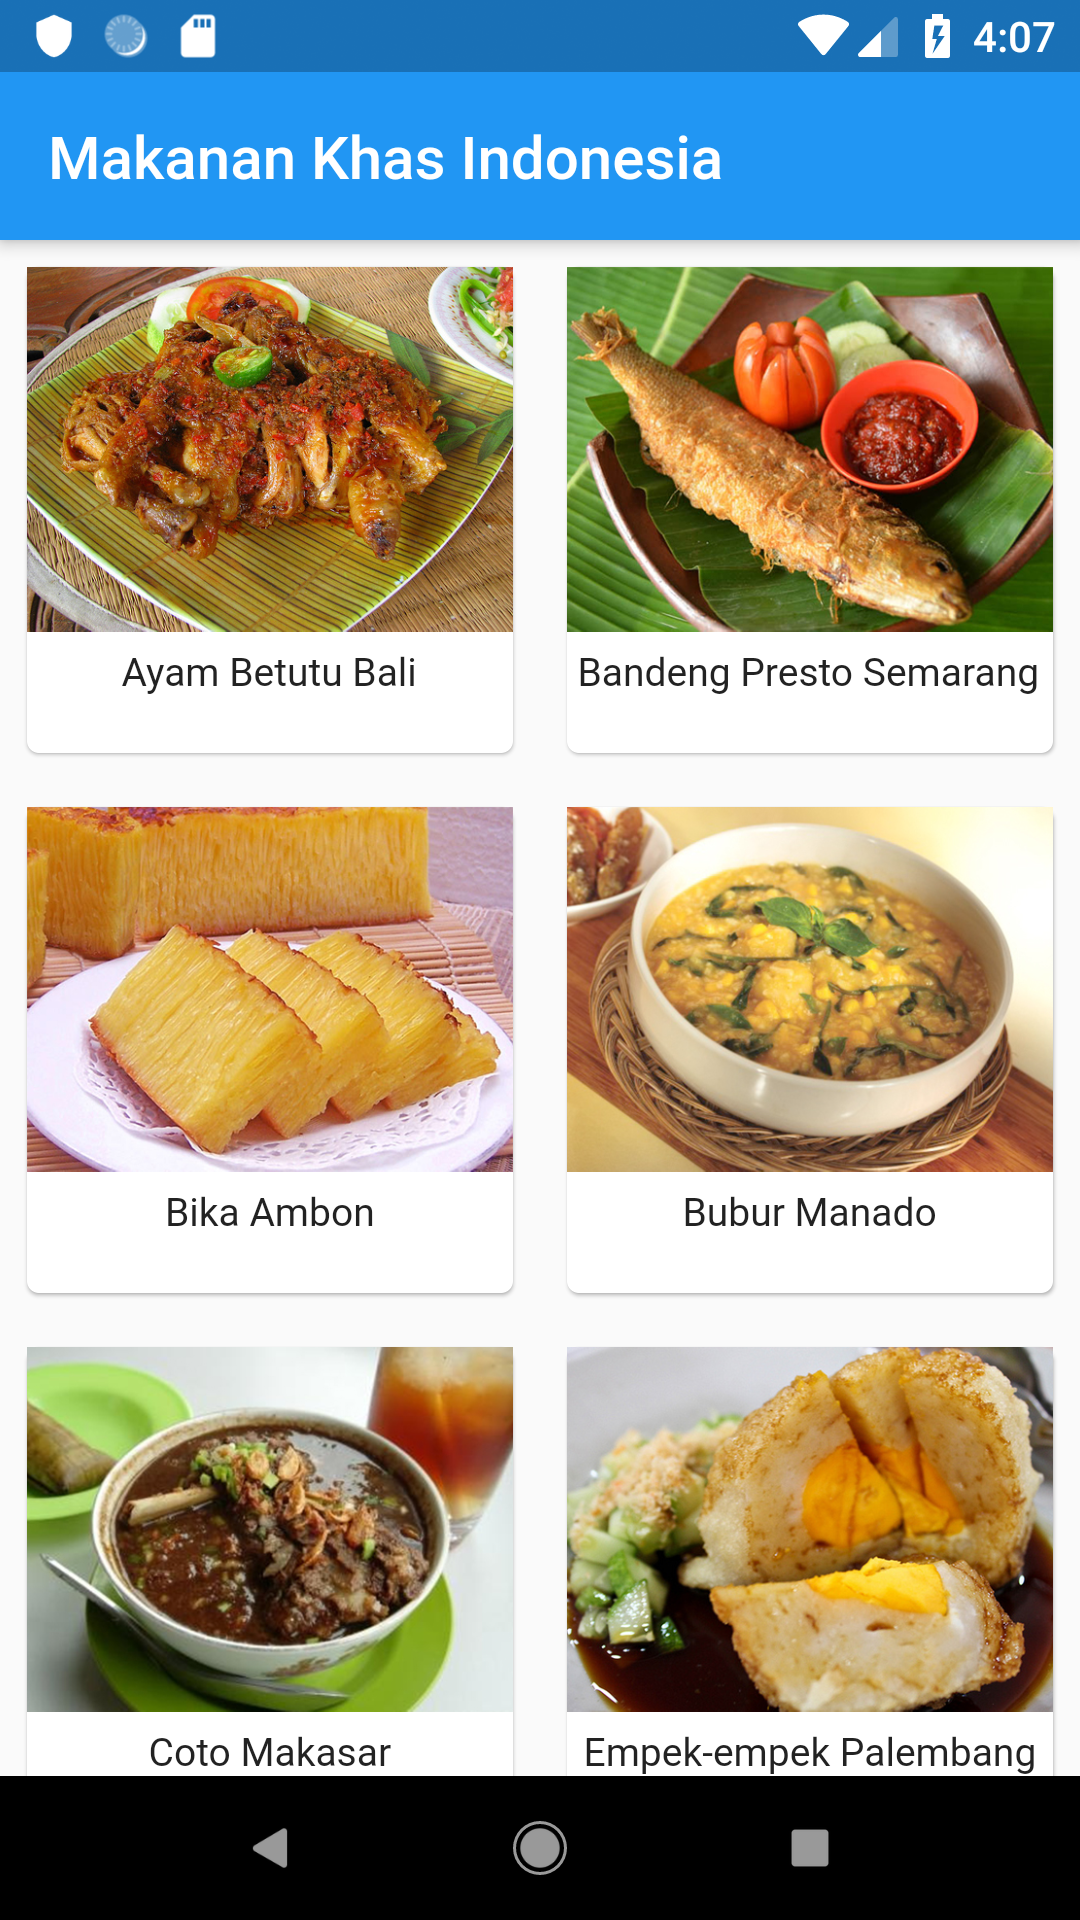 4:07
Makanan Khas Indonesia
Ayam Betutu Bali
Bandeng Presto Semarang
Bika Ambon
Bubur Manado
Coto Makasar
Empek-empek Palembang